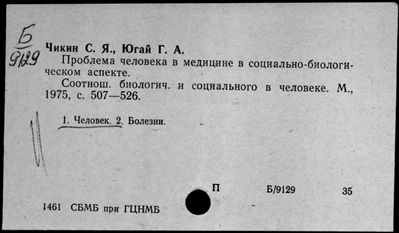 Б
9129
Чикин С. Я., Югай Г. А.
Проблема человека в медицине в социально-биологи-
ческом аспекте.
Соотнош. биологич. и социального в человеке. М.,
1975, с. 507—526.
1. Человек. 2. Болезни.
П Б/9129 35
1461 СБМБ при ГЦНМБ